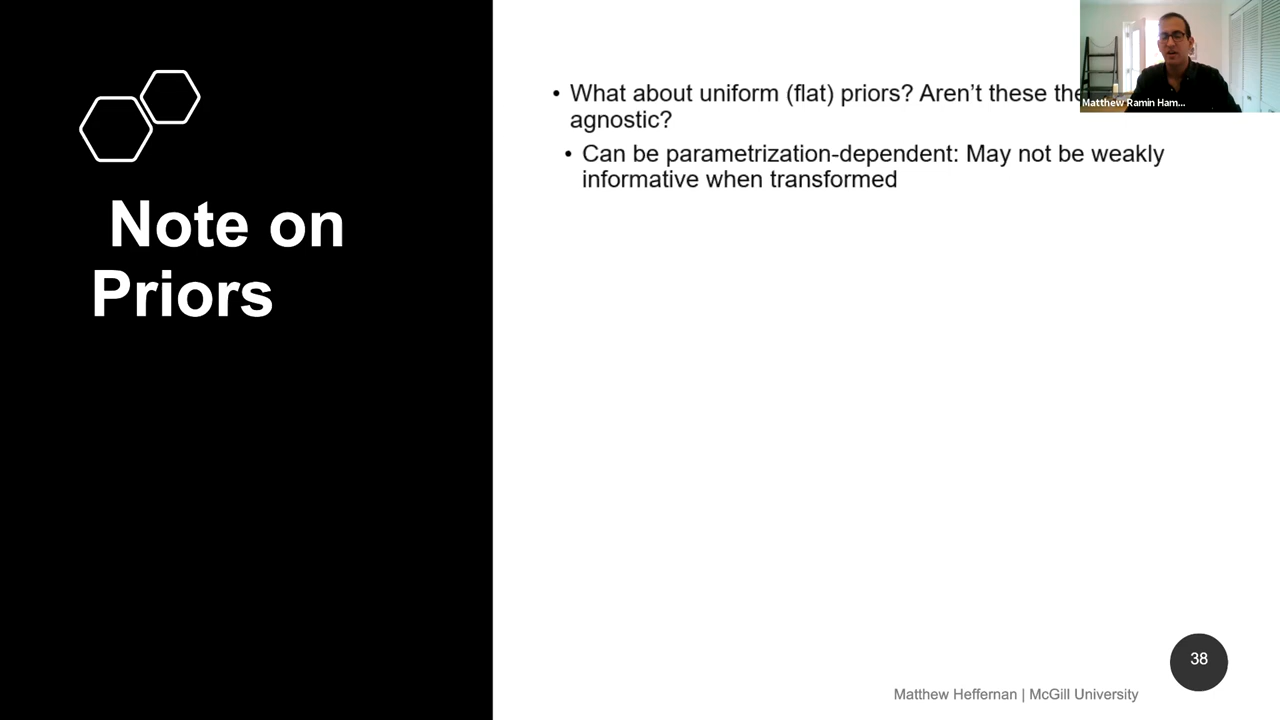 Note on
Priors
• What about uniform (flat) priors? Aren’t these the
agnostic?
• Can be parametrization-dependent: May not be weakly
informative when transformed
Matthew Ramin Ham...
38
Matthew Heffernan | McGill University